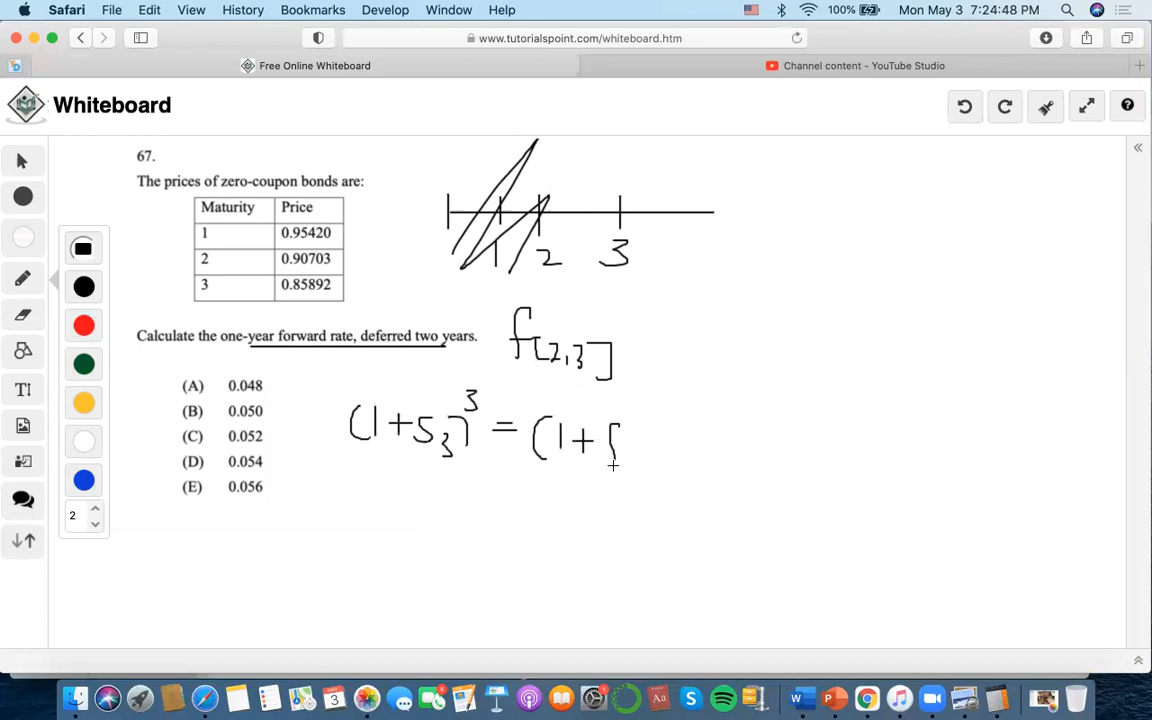 Safari File Edit View History Bookmarks Develop Window Help 100% Mon May 3 7:24:48 PM
www.tutorialspoint.com/whiteboard.htm
Free Online Whiteboard Channel content - YouTube Studio
Whiteboard
67.
The prices of zero-coupon bonds are:
Maturity Price
1 0.95420
2 0.90703
3 0.85892
1 2 3
Calculate the one-year forward rate, deferred two years.
f[2,3]
(A) 0.048
(B) 0.050
(C) 0.052
(D) 0.054
(E) 0.056
(1+S3)^3 = (1+
2